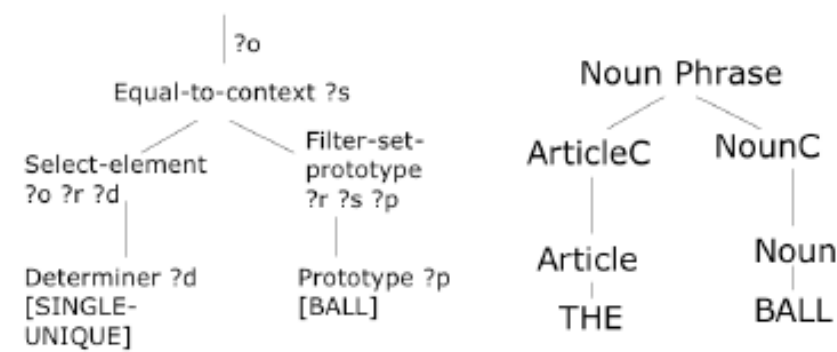 ?o
Equal-to-context ?s
Select-element
?o ?r ?d
Filter-set-
prototype
?r ?s ?p
Determiner ?d
[SINGLE-
UNIQUE]
Prototype ?p
[BALL]
Noun Phrase
ArticleC
NounC
Article
Noun
THE
BALL